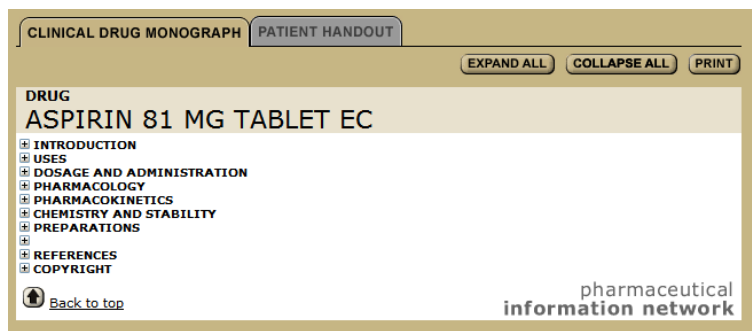 CLINICAL DRUG MONOGRAPH PATIENT HANDOUT
EXPAND ALL COLLAPSE ALL PRINT
DRUG
ASPIRIN 81 MG TABLET EC
INTRODUCTION
USES
DOSAGE AND ADMINISTRATION
PHARMACOLOGY
PHARMACOKINETICS
CHEMISTRY AND STABILITY
PREPARATIONS
REFERENCES
COPYRIGHT
Back to top
pharmaceutical
information network